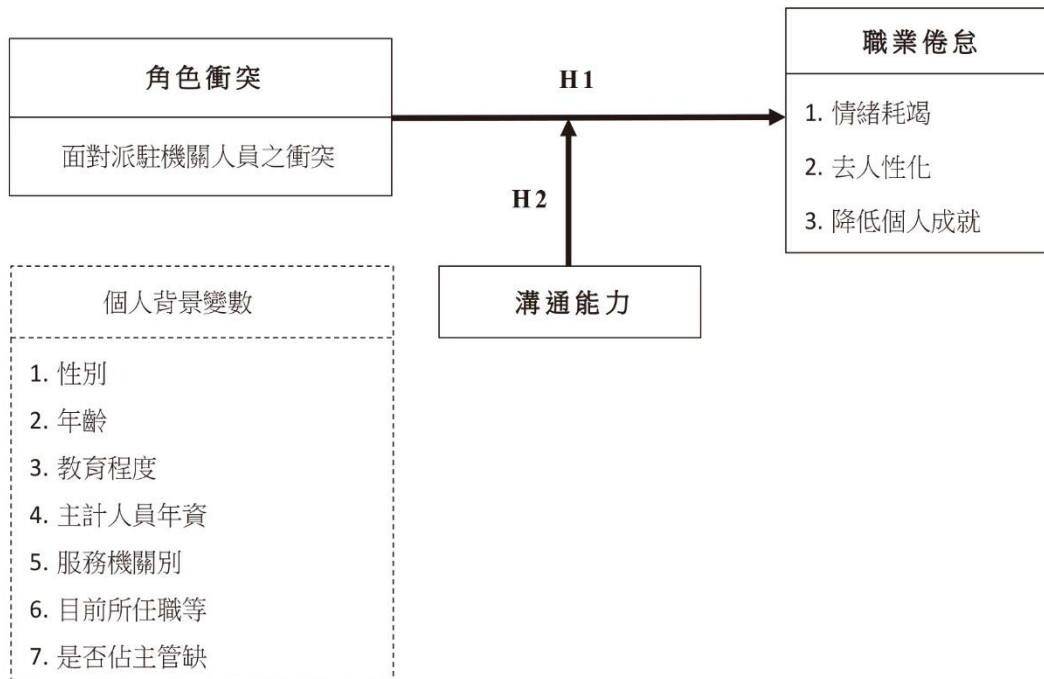 角色衝突
面對派駐機關人員之衝突
H1
職業倦怠
1. 情緒耗竭
2. 去人性化
3. 降低個人成就
H2
溝通能力
個人背景變數
1. 性別
2. 年齡
3. 教育程度
4. 主計人員年資
5. 服務機關別
6. 目前所任職等
7. 是否佔主管缺